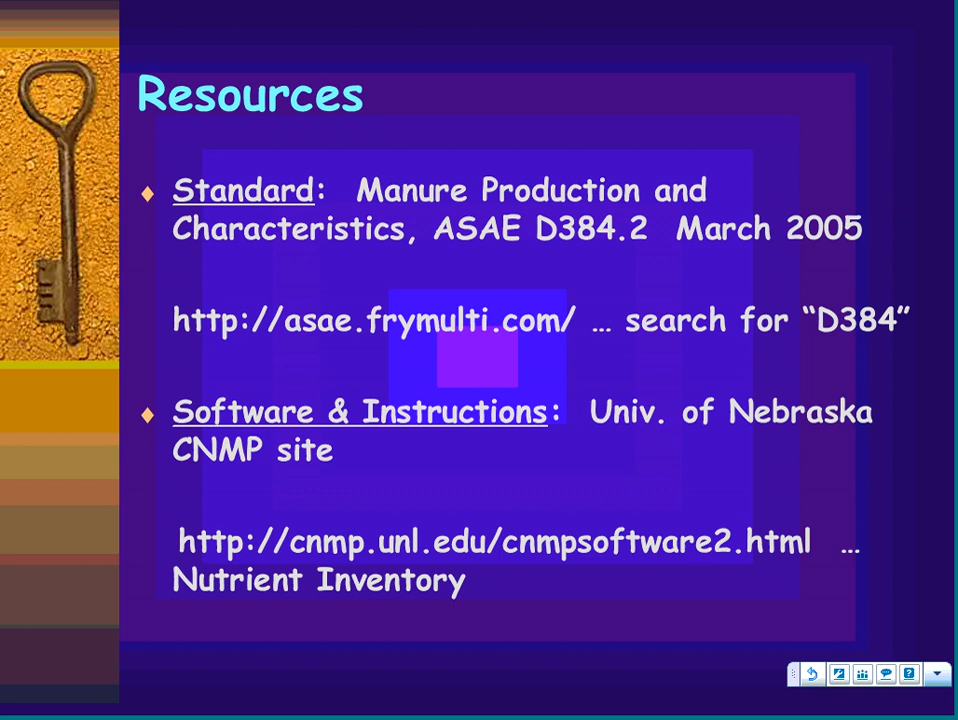 Resources
Standard:  Manure Production and
Characteristics, ASAE D384.2  March 2005
http://asae.frymulti.com/ … search for “D384”
Software & Instructions:  Univ. of Nebraska
CNMP site
http://cnmp.unl.edu/cnmpsoftware2.html  …
Nutrient Inventory